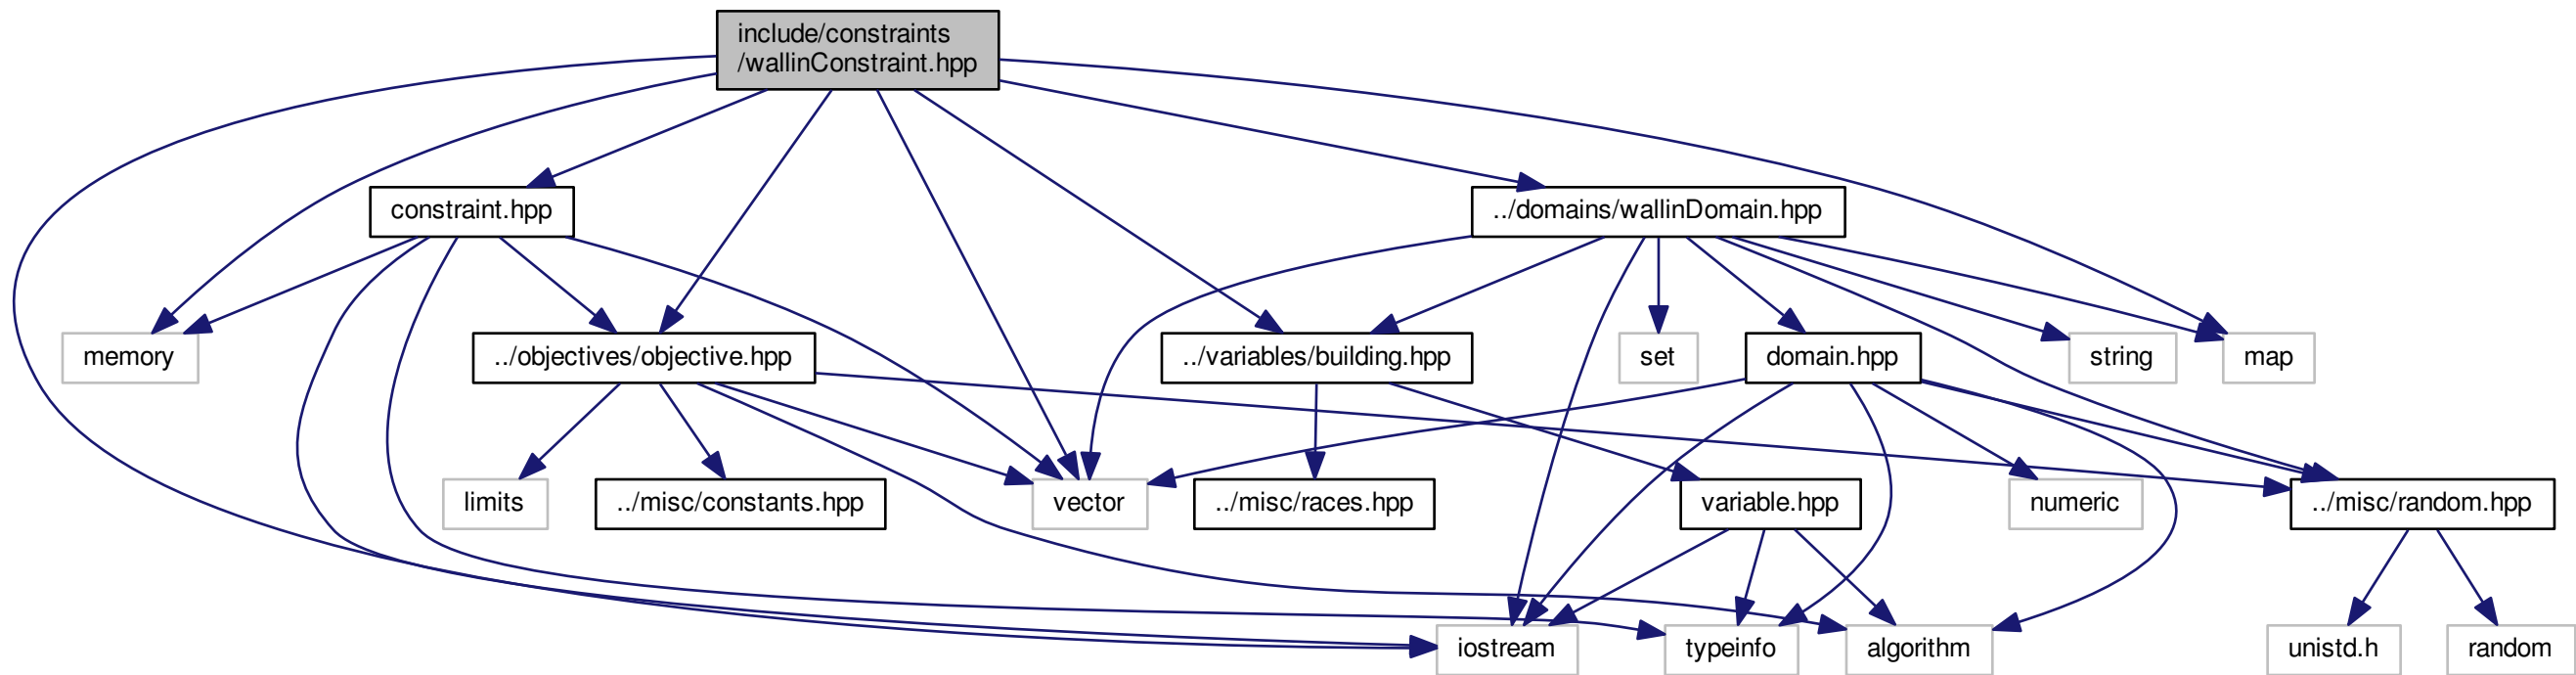 include/constraints
/wallinConstraint.hpp
constraint.hpp
../domains/wallinDomain.hpp
memory
../objectives/objective.hpp
../variables/building.hpp
set
domain.hpp
string
map
limits
../misc/constants.hpp
vector
../misc/races.hpp
variable.hpp
numeric
../misc/random.hpp
iostream
typeinfo
algorithm
unistd.h
random